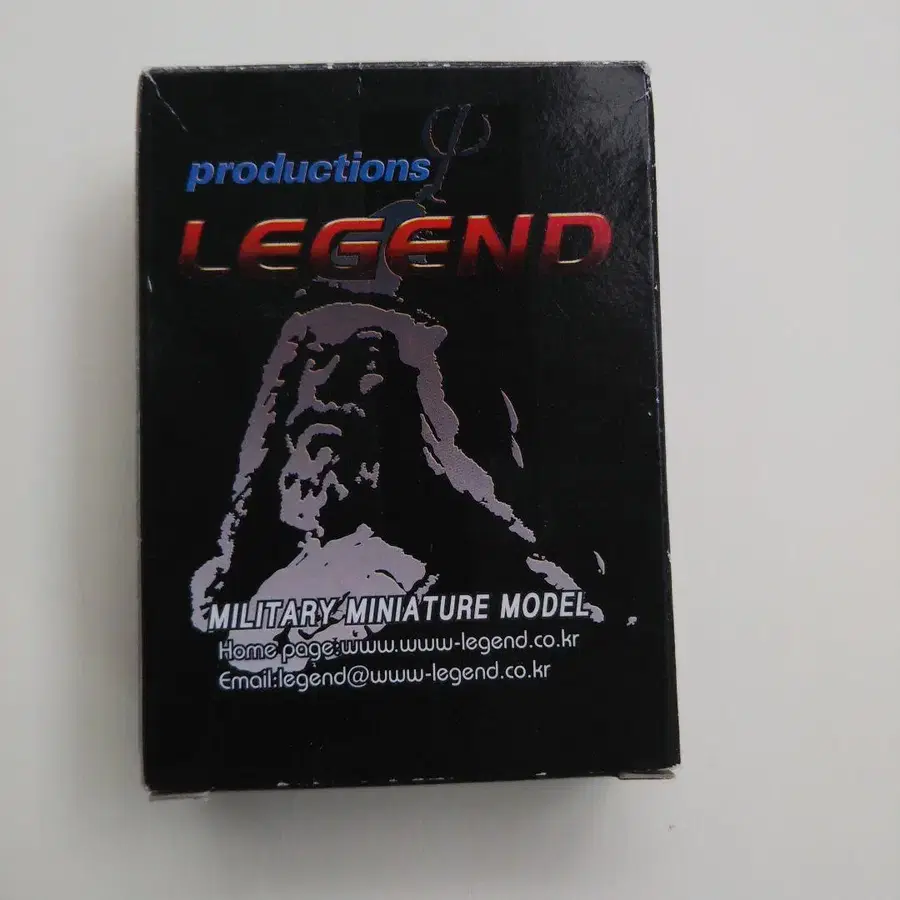 productions
LEGEND
MILITARY MINIATURE MODEL
Home page:www.www-legend.co.kr
Email:legend@www-legend.co.kr